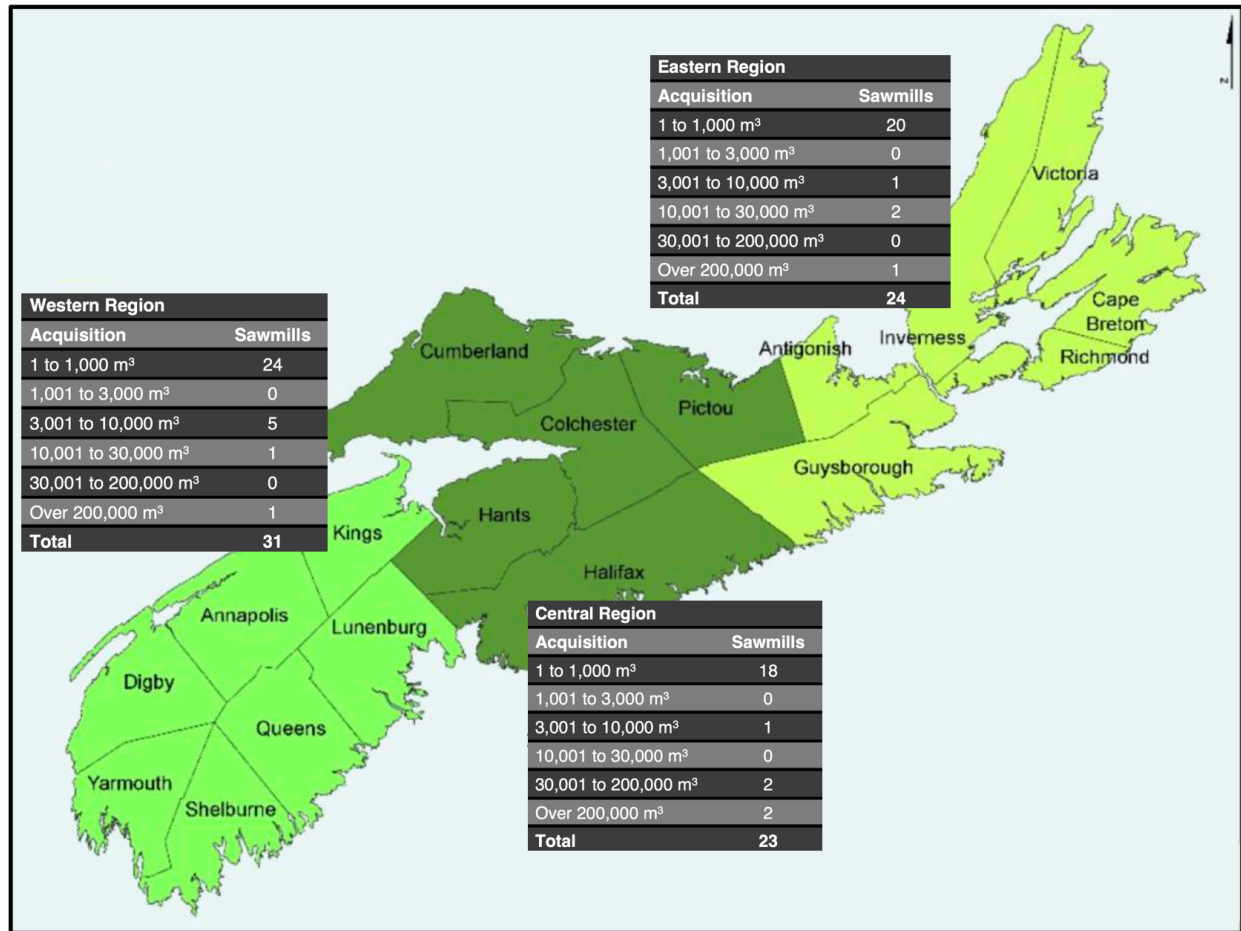 Eastern Region
Acquisition Sawmills
1 to 1,000 m³ 20
1,001 to 3,000 m³ 0
3,001 to 10,000 m³ 1
10,001 to 30,000 m³ 2
30,001 to 200,000 m³ 0
Over 200,000 m³ 1
Total 24
N
Victoria
Cape
Breton
Richmond
Inverness
Antigonish
Guysborough
Western Region
Acquisition Sawmills
1 to 1,000 m³ 24
1,001 to 3,000 m³ 0
3,001 to 10,000 m³ 5
10,001 to 30,000 m³ 1
30,001 to 200,000 m³ 0
Over 200,000 m³ 1
Total 31
Cumberland
Colchester
Pictou
Hants
Halifax
Kings
Annapolis
Lunenburg
Digby
Queens
Yarmouth
Shelburne
Central Region
Acquisition Sawmills
1 to 1,000 m³ 18
1,001 to 3,000 m³ 0
3,001 to 10,000 m³ 1
10,001 to 30,000 m³ 0
30,001 to 200,000 m³ 2
Over 200,000 m³ 2
Total 23